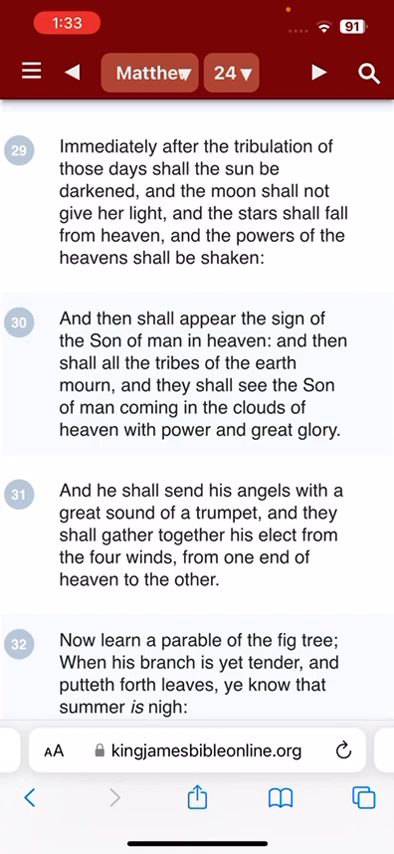 1:33
91
Matthew
24
29
Immediately after the tribulation of
those days shall the sun be
darkened, and the moon shall not
give her light, and the stars shall fall
from heaven, and the powers of the
heavens shall be shaken:
30
And then shall appear the sign of
the Son of man in heaven: and then
shall all the tribes of the earth
mourn, and they shall see the Son
of man coming in the clouds of
heaven with power and great glory.
31
And he shall send his angels with a
great sound of a trumpet, and they
shall gather together his elect from
the four winds, from one end of
heaven to the other.
32
Now learn a parable of the fig tree;
When his branch is yet tender, and
putteth forth leaves, ye know that
summer is nigh:
AA kingjamesbibleonline.org